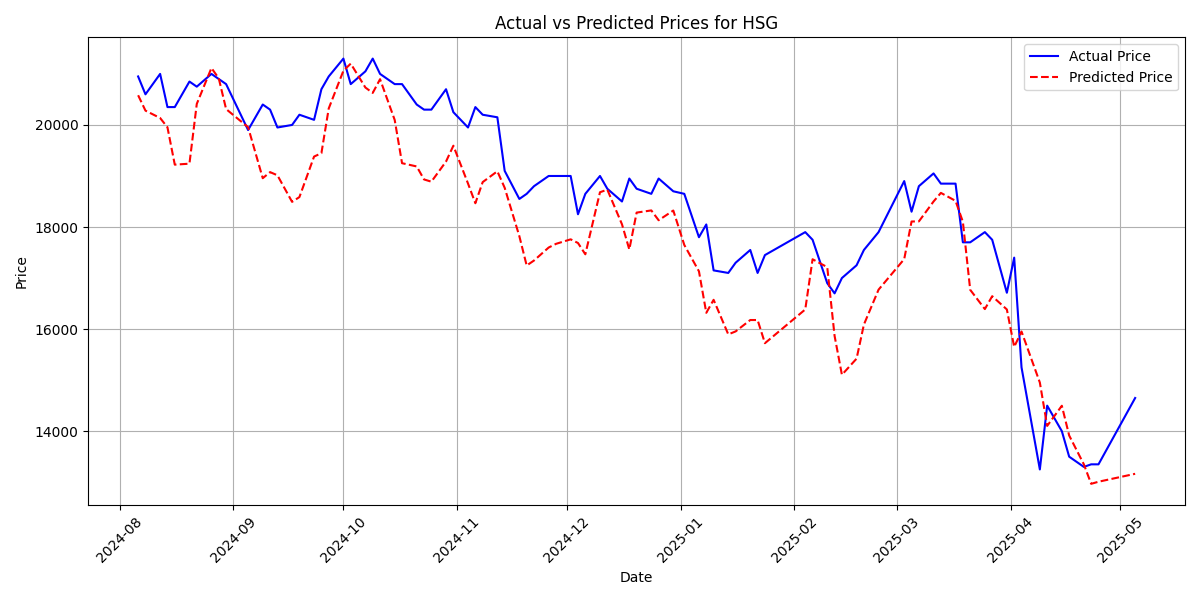 Actual vs Predicted Prices for HSG
Actual Price
Predicted Price
Price
20000
18000
16000
14000
2024-08
2024-09
2024-10
2024-11
2024-12
2025-01
2025-02
2025-03
2025-04
2025-05
Date